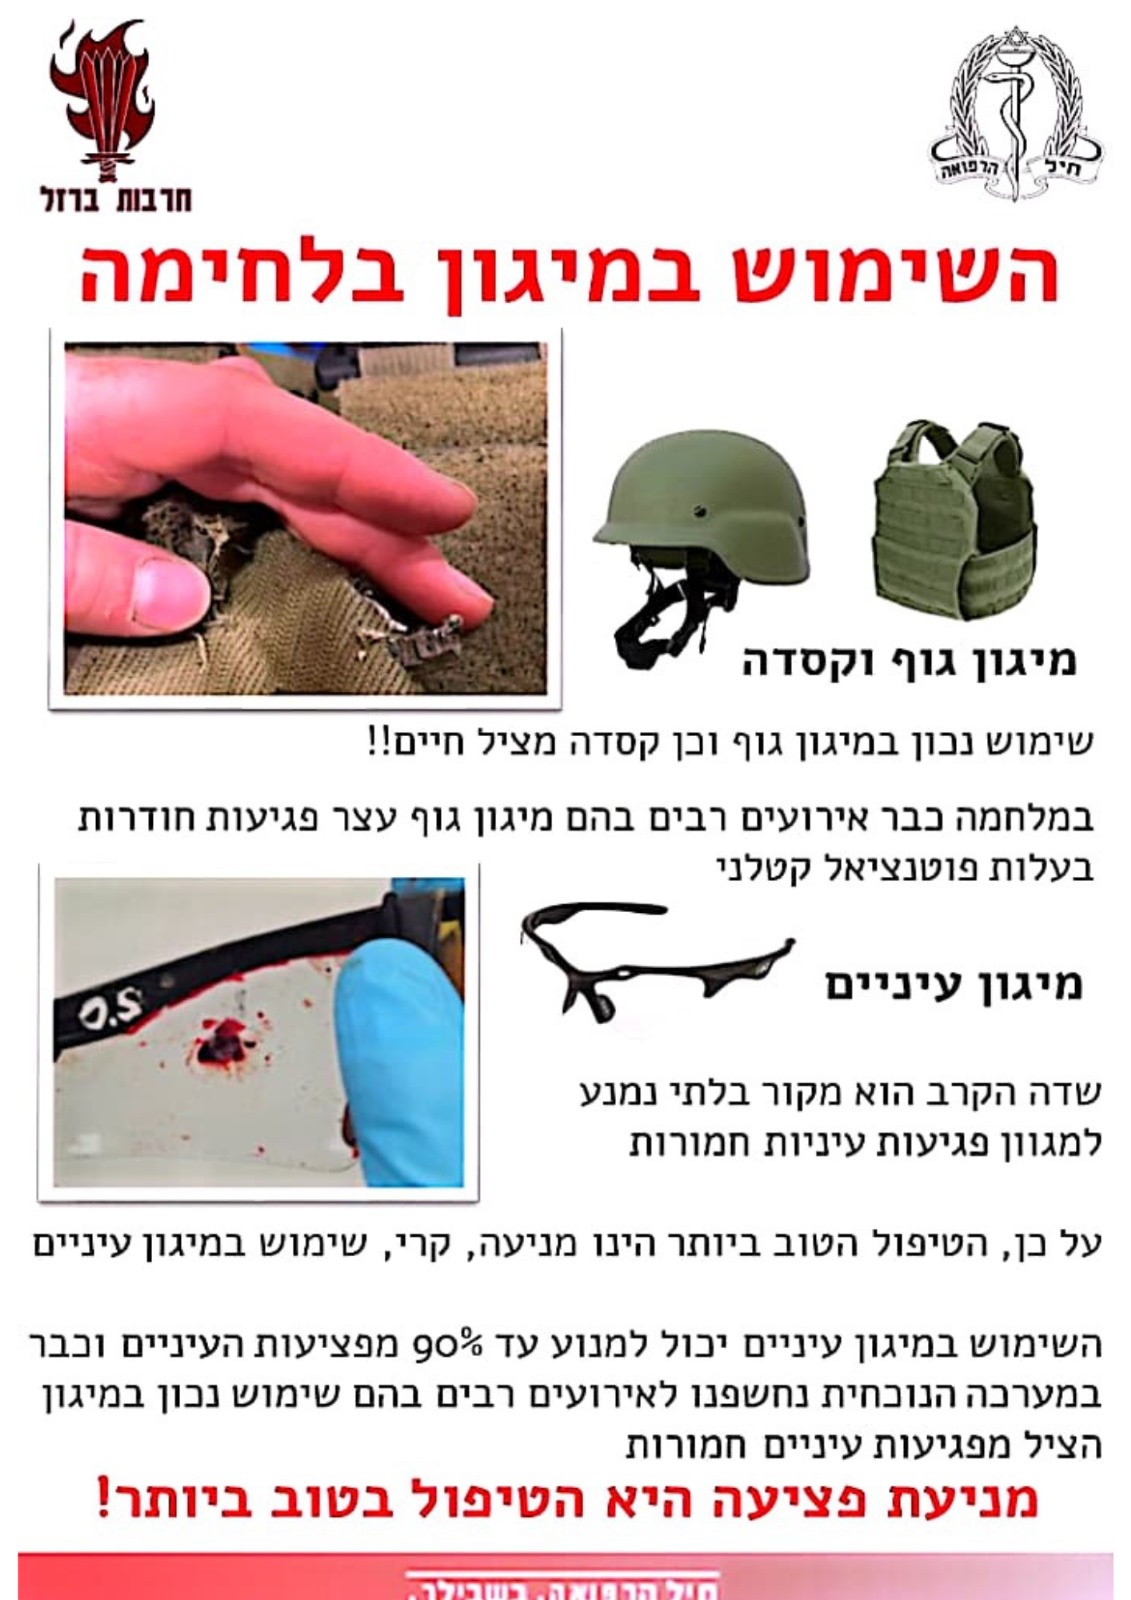 חרבות ברזל
חיל הרפואה
השימוש במיגון בלחימה
מיגון גוף וקסדה
שימוש נכון במיגון גוף וכן קסדה מציל חיים!!
במלחמה כבר אירועים רבים בהם מיגון גוף עצר פגיעות חודרות
בעלות פוטנציאל קטלני
O.S
מיגון עיניים
שדה הקרב הוא מקור בלתי נמנע
למגוון פגיעות עיניות חמורות
על כן, הטיפול הטוב ביותר הינו מניעה, קרי, שימוש במיגון עיניים
השימוש במיגון עיניים יכול למנוע עד 90% מפציעות העיניים וכבר
במערכה הנוכחית נחשפנו לאירועים רבים בהם שימוש נכון במיגון
הציל מפגיעות עיניים חמורות
מניעת פציעה היא הטיפול בטוב ביותר!
חיל הרפואה. בשבילך.